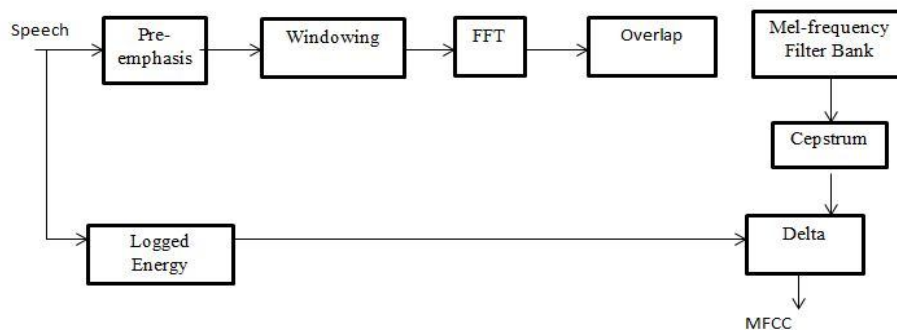 Speech
Pre-
emphasis
Windowing
FFT
Overlap
Mel-frequency
Filter Bank
Cepstrum
Logged
Energy
Delta
MFCC